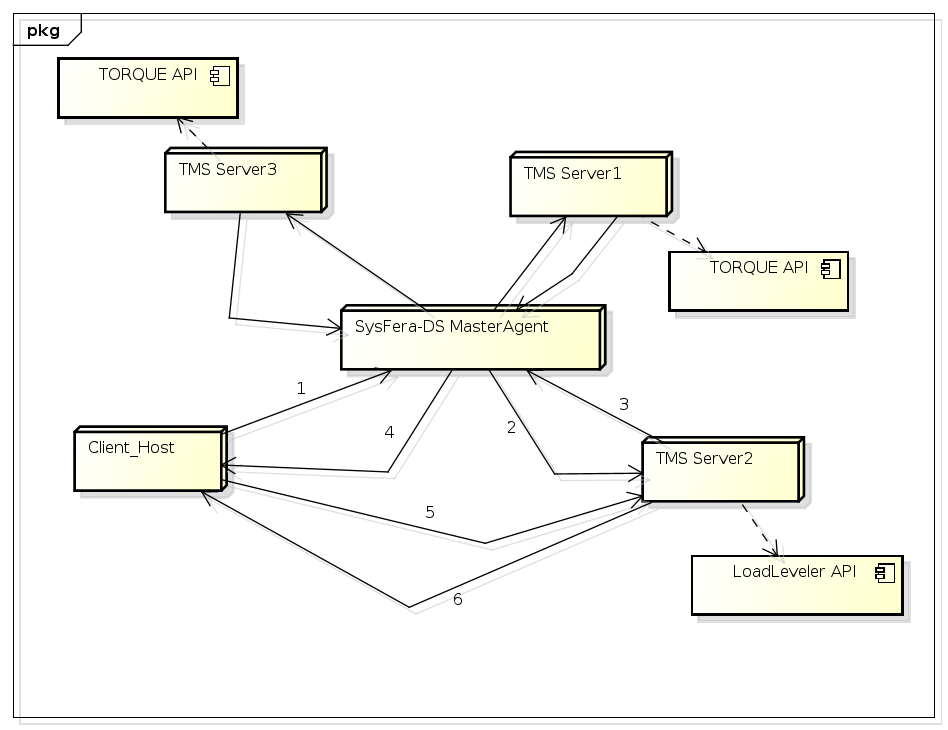 pkg
TORQUE API
TMS Server3
TMS Server1
TORQUE API
SysFera-DS MasterAgent
1
3
4
2
Client_Host
TMS Server2
5
LoadLeveler API
6